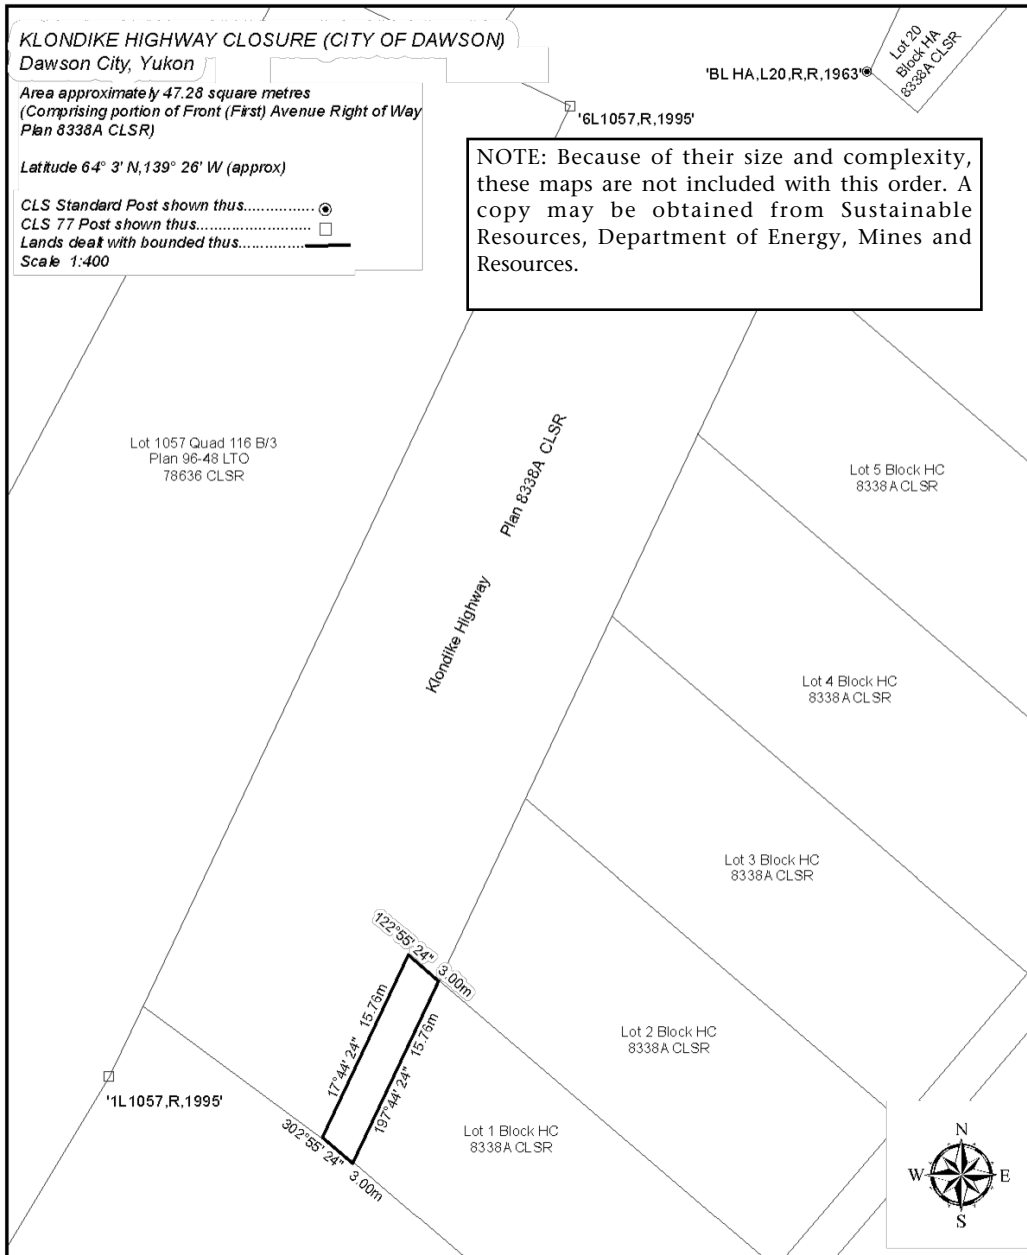 KLONDIKE HIGHWAY CLOSURE (CITY OF DAWSON)
Dawson City, Yukon
Area approximately 47.28 square metres
(Comprising portion of Front (First) Avenue Right of Way
Plan 8338A CLSR)
Latitude 64° 3' N,139° 26' W (approx)
CLS Standard Post shown thus................
CLS 77 Post shown thus..........................
Lands dealt with bounded thus...............
Scale 1:400
Lot 20
Block HA
8338A CLSR
'BL HA,L20,R,R,1963'
'6L1057,R,1995'
NOTE: Because of their size and complexity,
these maps are not included with this order. A
copy may be obtained from Sustainable
Resources, Department of Energy, Mines and
Resources.
Lot 1057 Quad 116 B/3
Plan 96-48 LTO
78636 CLSR
Klondike Highway Plan 8338A CLSR
Lot 5 Block HC
8338A CLSR
Lot 4 Block HC
8338A CLSR
Lot 3 Block HC
8338A CLSR
122°55' 24" 3.00m
17°44' 24" 15.76m
197°44' 24" 15.76m
302°55' 24" 3.00m
Lot 2 Block HC
8338A CLSR
'1L1057,R,1995'
Lot 1 Block HC
8338A CLSR
N
W E
S